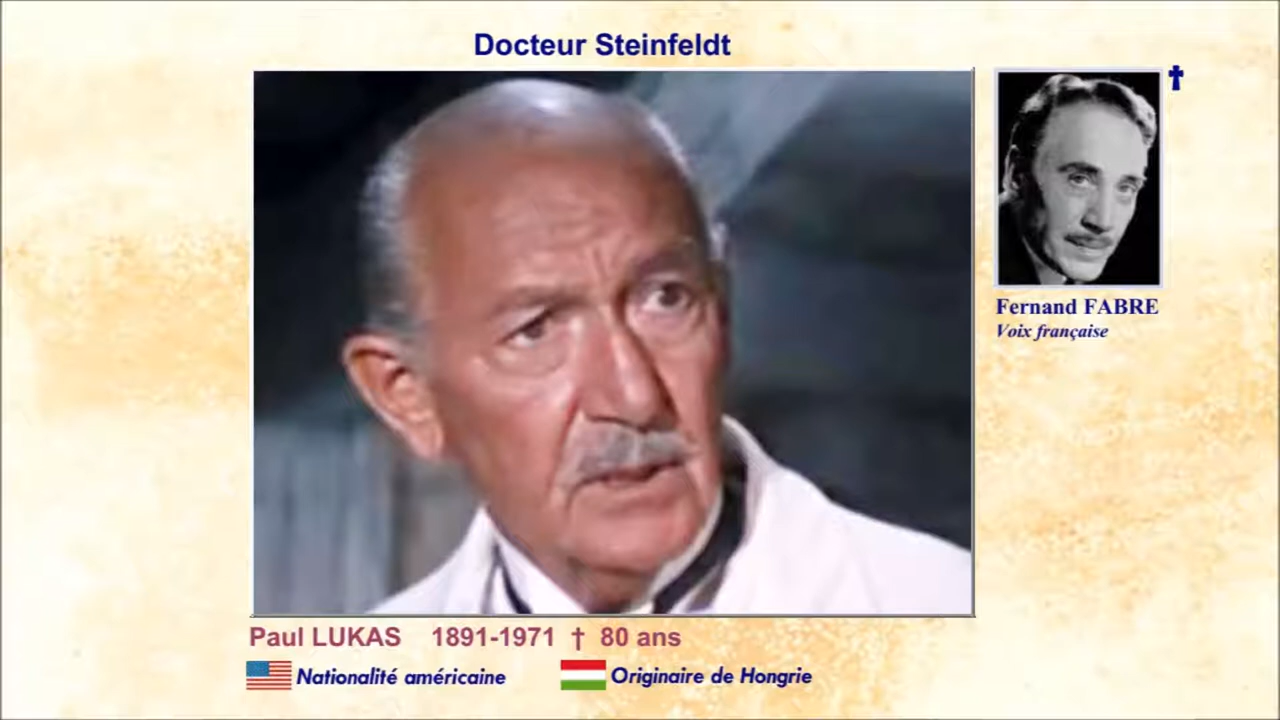 Docteur Steinfeldt
†
Fernand FABRE
Voix française
Paul LUKAS 1891-1971 † 80 ans
Nationalité américaine Originaire de Hongrie